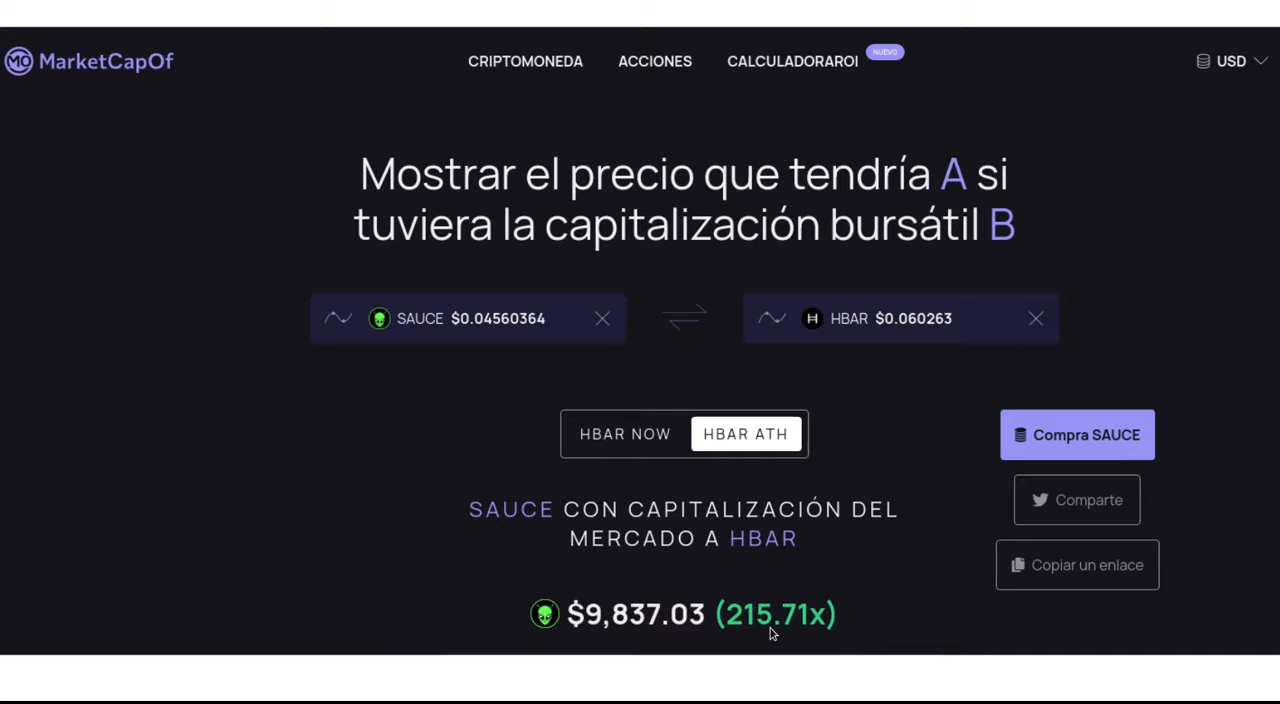 MO MarketCapOf
CRIPTOMONEDA ACCIONES CALCULADORAROI NUEVO USD
Mostrar el precio que tendría A si
tuviera la capitalización bursátil B
SAUCE $0.04560364 HBAR $0.060263
HBAR NOW HBAR ATH
Compra SAUCE
Comparte
SAUCE CON CAPITALIZACIÓN DEL
MERCADO A HBAR
Copiar un enlace
$9,837.03 (215.71x)